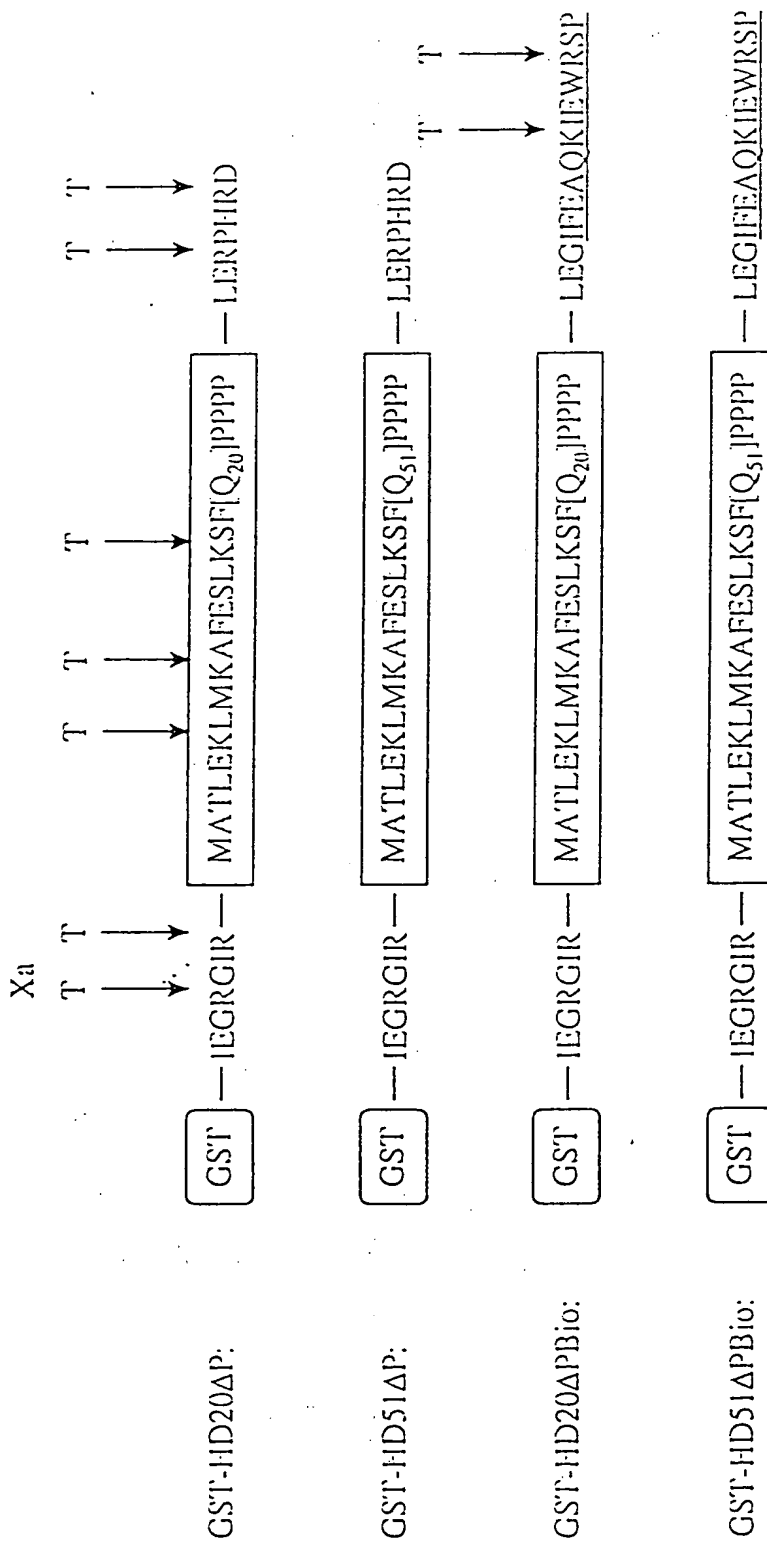 Xa
T T T T T T T
GST-HD20ΔP: GST — IEGRGIR — MATLEKLMKAFESLKSF[Q₂₀]PPPP — LERPHRD
GST-HD51ΔP: GST — IEGRGIR — MATLEKLMKAFESLKSF[Q₅₁]PPPP — LERPHRD
T T
GST-HD20ΔPBio: GST — IEGRGIR — MATLEKLMKAFESLKSF[Q₂₀]PPPP — LEGIFEAQKIEWRSP
GST-HD51ΔPBio: GST — IEGRGIR — MATLEKLMKAFESLKSF[Q₅₁]PPPP — LEGIFEAQKIEWRSP